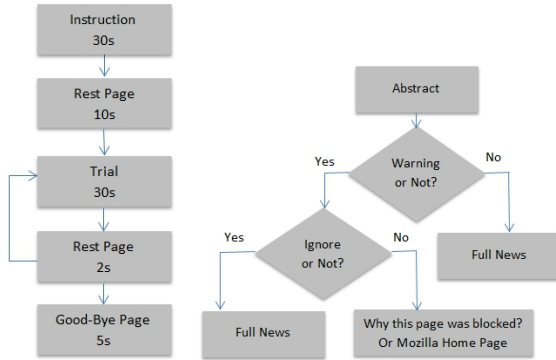 Instruction
30s
Rest Page
10s
Trial
30s
Rest Page
2s
Good-Bye Page
5s
Abstract
Warning
or Not?
Yes
No
Ignore
or Not?
Yes
No
Full News
Full News
Why this page was blocked?
Or Mozilla Home Page